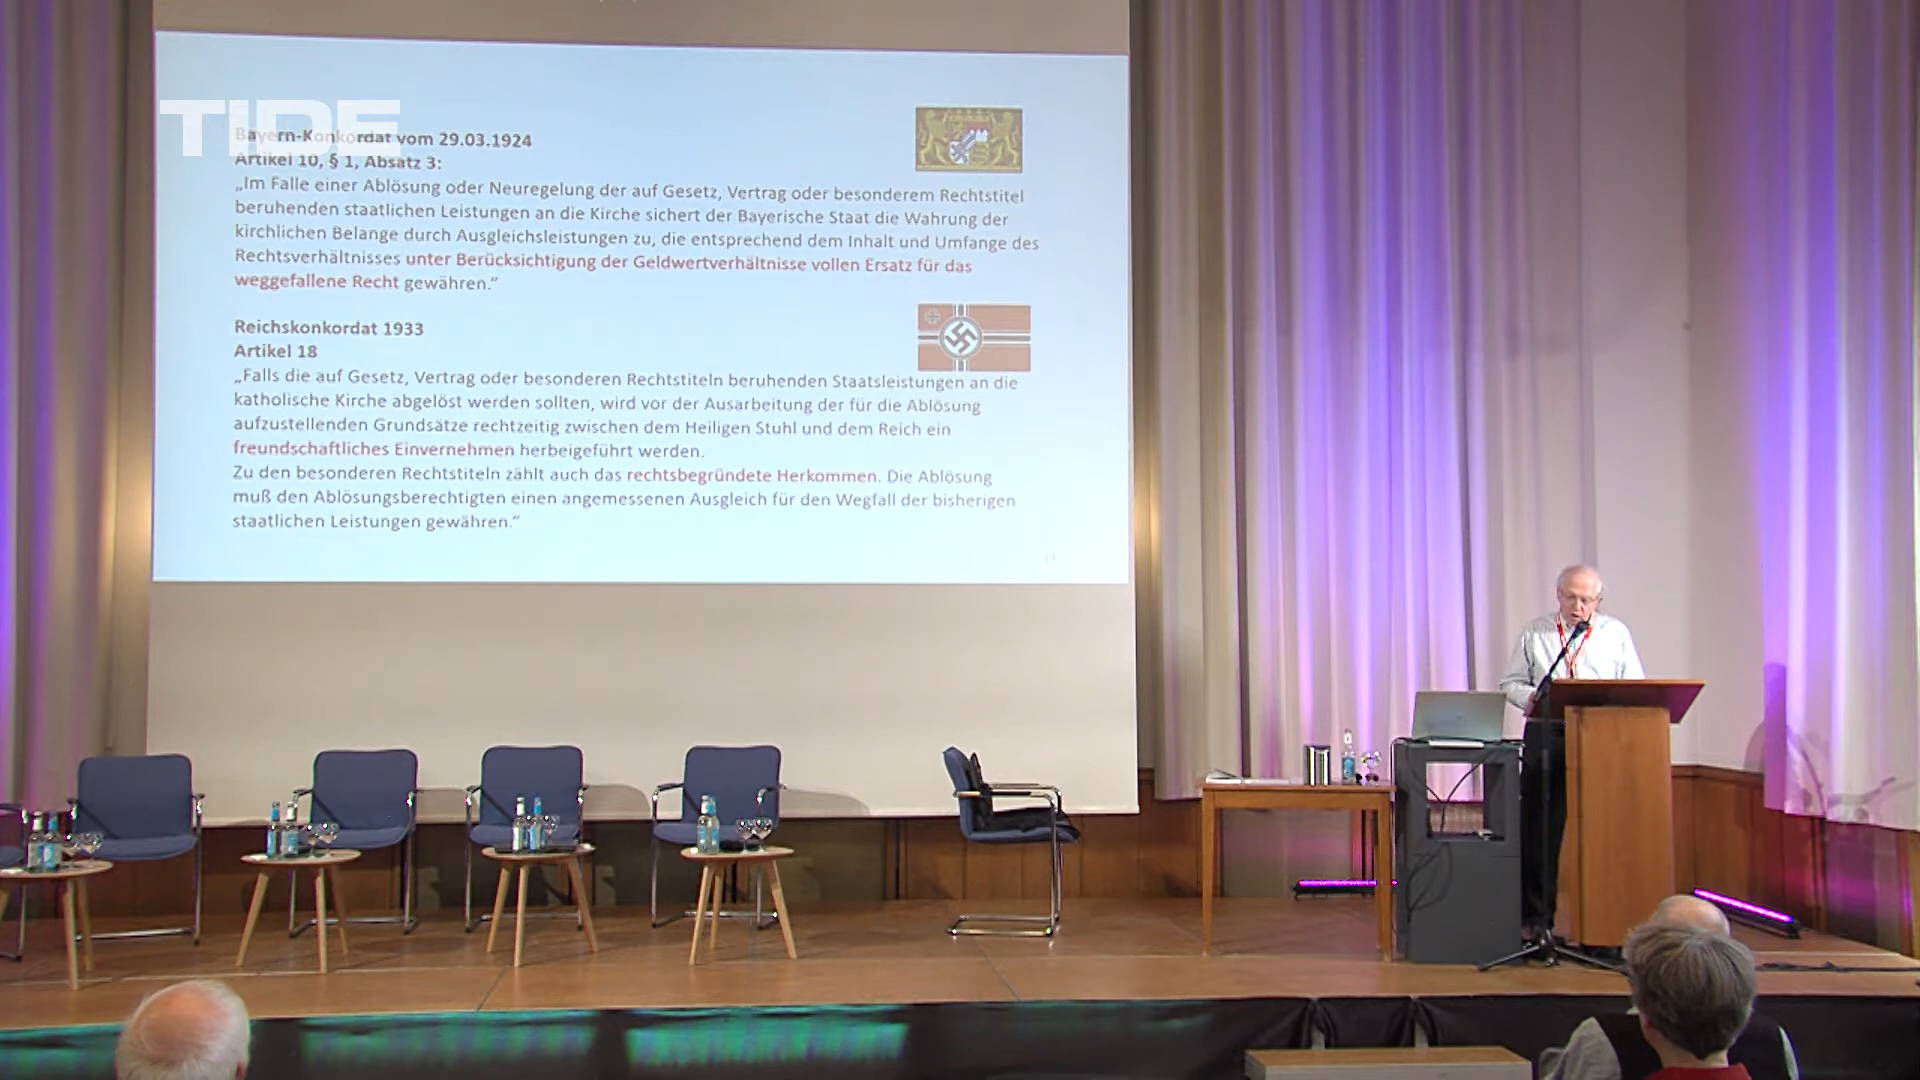 TIDE
Bayern-Konkordat vom 29.03.1924
Artikel 10, § 1, Absatz 3:
„Im Falle einer Ablösung oder Neuregelung der auf Gesetz, Vertrag oder besonderem Rechtstitel
beruhenden staatlichen Leistungen an die Kirche sichert der Bayerische Staat die Wahrung der
kirchlichen Belange durch Ausgleichsleistungen zu, die entsprechend dem Inhalt und Umfange des
Rechtsverhältnisses unter Berücksichtigung der Geldwertverhältnisse vollen Ersatz für das
weggefallene Recht gewähren.“
Reichskonkordat 1933
Artikel 18
„Falls die auf Gesetz, Vertrag oder besonderen Rechtstiteln beruhenden Staatsleistungen an die
katholische Kirche abgelöst werden sollten, wird vor der Ausarbeitung der für die Ablösung
aufzustellenden Grundsätze rechtzeitig zwischen dem Heiligen Stuhl und dem Reich ein
freundschaftliches Einvernehmen herbeigeführt werden.
Zu den besonderen Rechtstiteln zählt auch das rechtsbegründete Herkommen. Die Ablösung
muß den Ablösungsberechtigten einen angemessenen Ausgleich für den Wegfall der bisherigen
staatlichen Leistungen gewähren.“